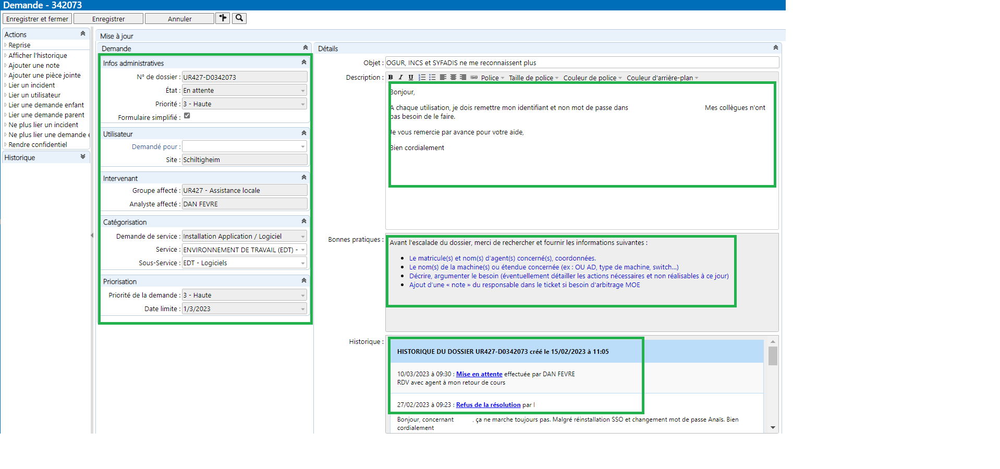 Demande - 342073
Enregistrer et fermer
Enregistrer
Annuler
Actions
Reprise
Afficher l'historique
Ajouter une note
Ajouter une pièce jointe
Lier un incident
Lier un utilisateur
Lier une demande enfant
Lier une demande parent
Ne plus lier un incident
Ne plus lier une demande e
Rendre confidentiel
Historique
Mise à jour
Demande
Infos administratives
N° de dossier : UR427-D0342073
État : En attente
Priorité : 3 - Haute
Formulaire simplifié :
Utilisateur
Demandé pour :
Site : Schiltigheim
Intervenant
Groupe affecté : UR427 - Assistance locale
Analyste affecté : DAN FEVRE
Catégorisation
Demande de service : Installation Application / Logiciel
Service : ENVIRONNEMENT DE TRAVAIL (EDT) -
Sous-Service : EDT - Logiciels
Priorisation
Priorité de la demande : 3 - Haute
Date limite : 1/3/2023
Détails
Objet : OGUR, INCS et SYFADIS ne me reconnaissent plus
Description : B I U Police Taille de police Couleur de police Couleur d'arrière-plan
Bonjour,
A chaque utilisation, je dois remettre mon identifiant et non mot de passe dans Mes collègues n'ont
pas besoin de le faire.
Je vous remercie par avance pour votre aide,
Bien cordialement
Bonnes pratiques : Avant l'escalade du dossier, merci de rechercher et fournir les informations suivantes :
• Le matricule(s) et nom(s) d'agent(s) concerné(s), coordonnées.
• Le nom(s) de la machine(s) ou étendue concernée (ex : OU AD, type de machine, switch...)
• Décrire, argumenter le besoin (éventuellement détailler les actions nécessaires et non réalisables à ce jour)
• Ajout d'une « note » du responsable dans le ticket si besoin d'arbitrage MOE
Historique :
HISTORIQUE DU DOSSIER UR427-D0342073 créé le 15/02/2023 à 11:05
10/03/2023 à 09:30 : Mise en attente effectuée par DAN FEVRE
RDV avec agent à mon retour de cours
27/02/2023 à 09:23 : Refus de la résolution par
Bonjour, concernant , ça ne marche toujours pas. Malgré réinstallation SSO et changement mot de passe Anaïs. Bien
cordialement